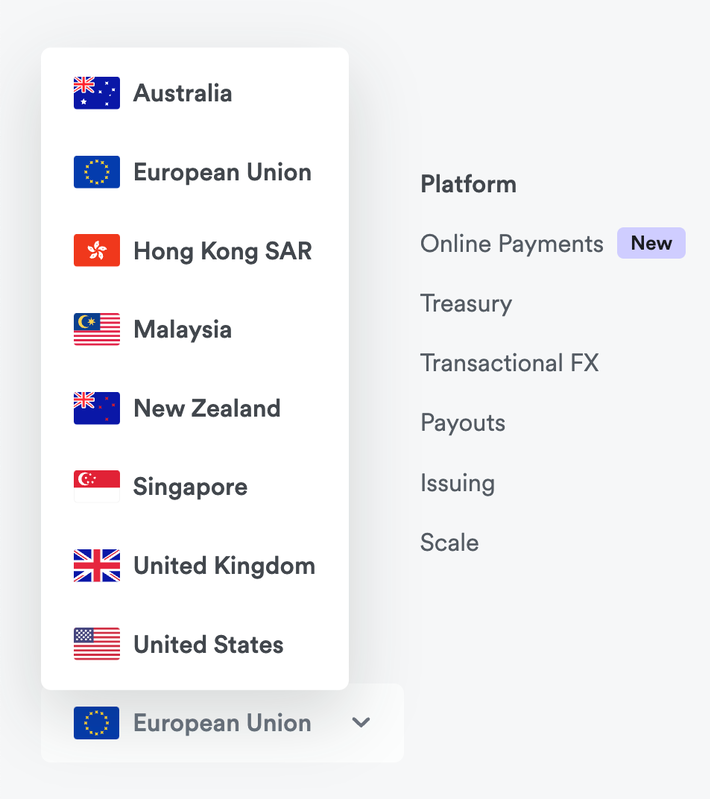 Australia
European Union
Hong Kong SAR
Malaysia
New Zealand
Singapore
United Kingdom
United States
European Union
Platform
Online Payments New
Treasury
Transactional FX
Payouts
Issuing
Scale